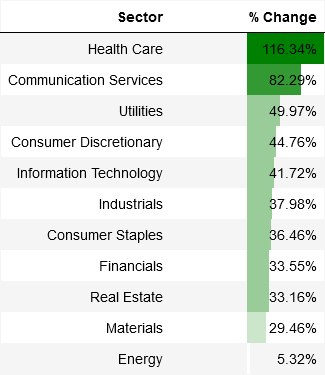 Sector % Change
Health Care 116.34%
Communication Services 82.29%
Utilities 49.97%
Consumer Discretionary 44.76%
Information Technology 41.72%
Industrials 37.98%
Consumer Staples 36.46%
Financials 33.55%
Real Estate 33.16%
Materials 29.46%
Energy 5.32%